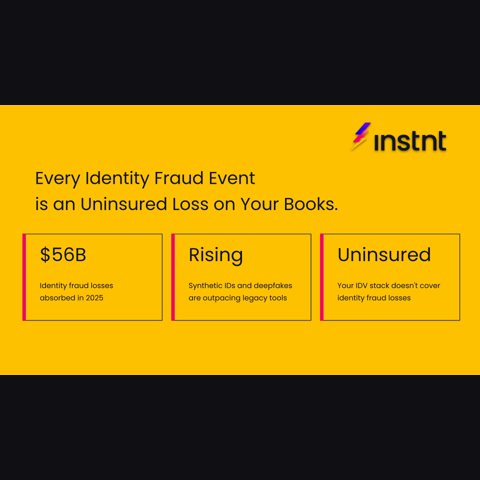 instnt
Every Identity Fraud Event
is an Uninsured Loss on Your Books.
$56B
Identity fraud losses
absorbed in 2025
Rising
Synthetic IDs and deepfakes
are outpacing legacy tools
Uninsured
Your IDV stack doesn't cover
identity fraud losses